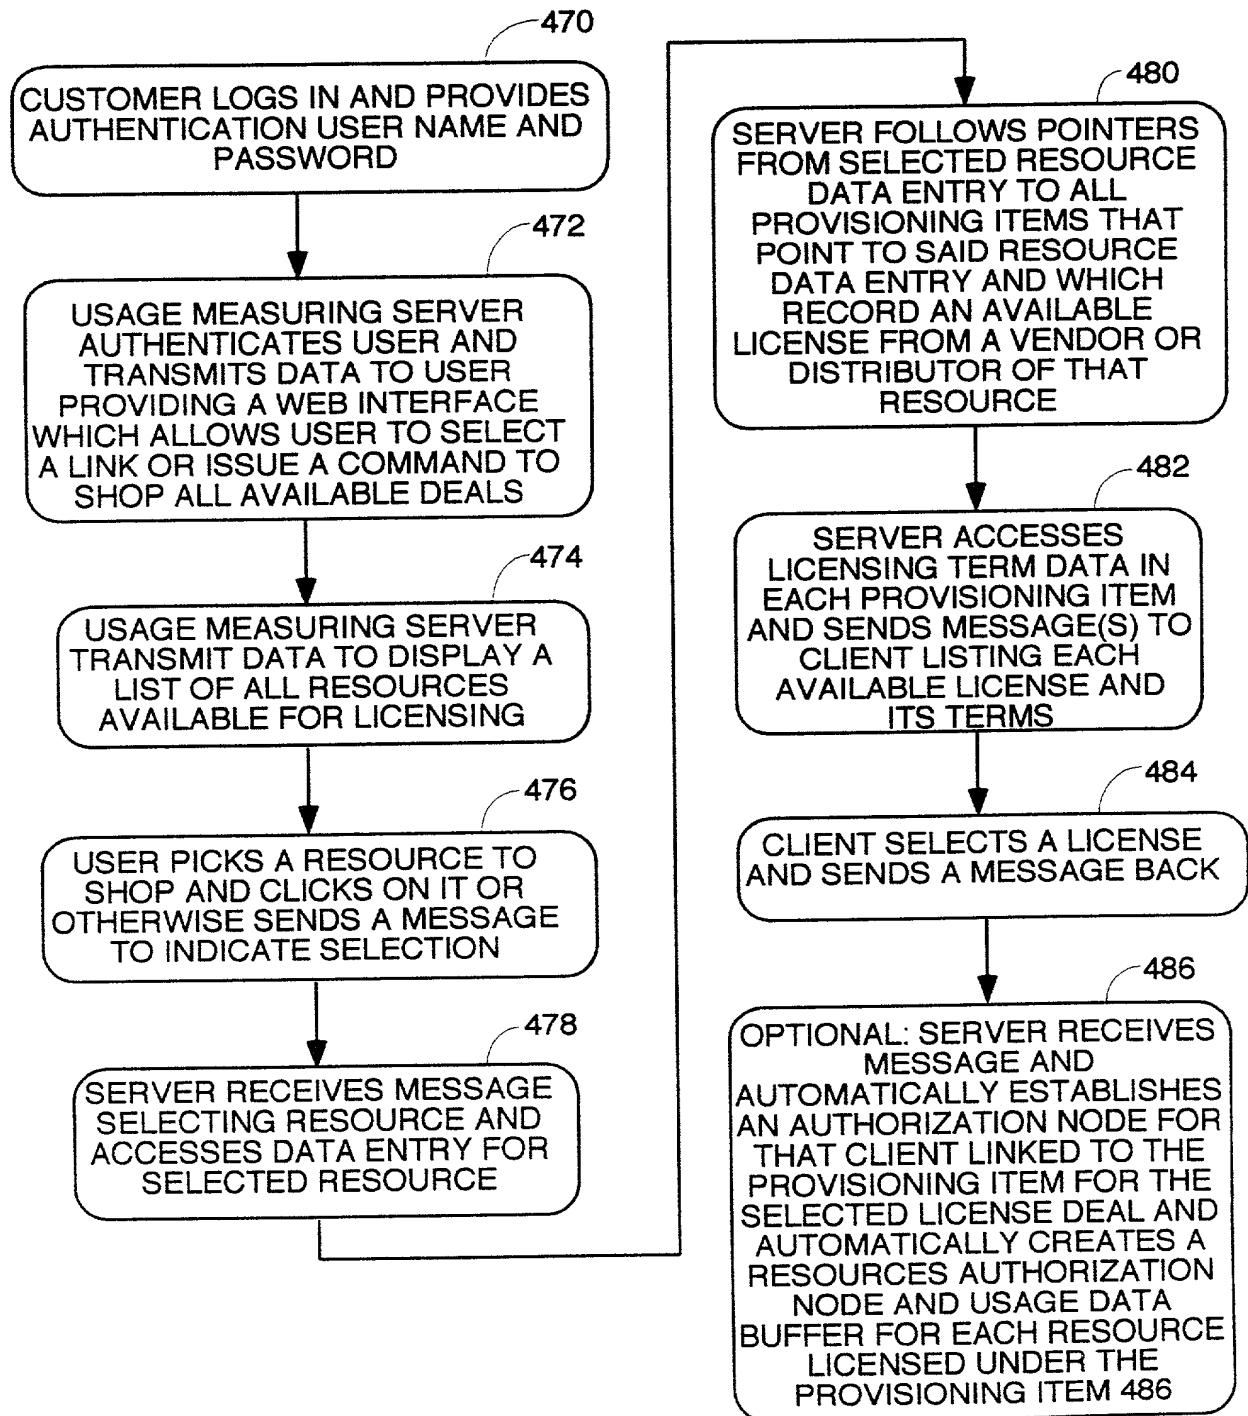 470
CUSTOMER LOGS IN AND PROVIDES
AUTHENTICATION USER NAME AND
PASSWORD
472
USAGE MEASURING SERVER
AUTHENTICATES USER AND
TRANSMITS DATA TO USER
PROVIDING A WEB INTERFACE
WHICH ALLOWS USER TO SELECT
A LINK OR ISSUE A COMMAND TO
SHOP ALL AVAILABLE DEALS
474
USAGE MEASURING SERVER
TRANSMIT DATA TO DISPLAY A
LIST OF ALL RESOURCES
AVAILABLE FOR LICENSING
476
USER PICKS A RESOURCE TO
SHOP AND CLICKS ON IT OR
OTHERWISE SENDS A MESSAGE
TO INDICATE SELECTION
478
SERVER RECEIVES MESSAGE
SELECTING RESOURCE AND
ACCESSES DATA ENTRY FOR
SELECTED RESOURCE
480
SERVER FOLLOWS POINTERS
FROM SELECTED RESOURCE
DATA ENTRY TO ALL
PROVISIONING ITEMS THAT
POINT TO SAID RESOURCE
DATA ENTRY AND WHICH
RECORD AN AVAILABLE
LICENSE FROM A VENDOR OR
DISTRIBUTOR OF THAT
RESOURCE
482
SERVER ACCESSES
LICENSING TERM DATA IN
EACH PROVISIONING ITEM
AND SENDS MESSAGE(S) TO
CLIENT LISTING EACH
AVAILABLE LICENSE AND
ITS TERMS
484
CLIENT SELECTS A LICENSE
AND SENDS A MESSAGE BACK
486
OPTIONAL: SERVER RECEIVES
MESSAGE AND
AUTOMATICALLY ESTABLISHES
AN AUTHORIZATION NODE FOR
THAT CLIENT LINKED TO THE
PROVISIONING ITEM FOR THE
SELECTED LICENSE DEAL AND
AUTOMATICALLY CREATES A
RESOURCES AUTHORIZATION
NODE AND USAGE DATA
BUFFER FOR EACH RESOURCE
LICENSED UNDER THE
PROVISIONING ITEM 486